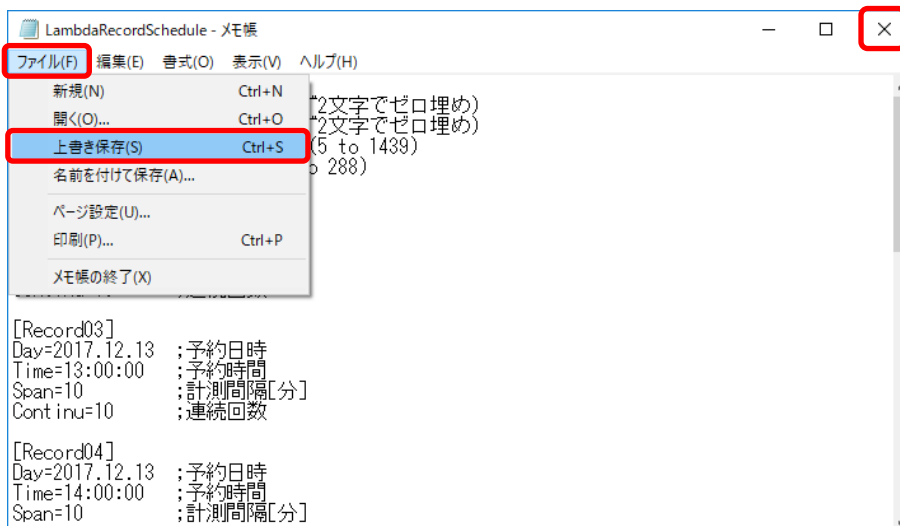 LambdaRecordSchedule - メモ帳
ファイル(F) 編集(E) 書式(O) 表示(V) ヘルプ(H)
新規(N) Ctrl+N
開く(O)... Ctrl+O
上書き保存(S) Ctrl+S
名前を付けて保存(A)...
ページ設定(U)...
印刷(P)... Ctrl+P
メモ帳の終了(X)
2文字でゼロ埋め)
2文字でゼロ埋め)
(5 to 1439)
288)
[Record03]
Day=2017.12.13 ;予約日時
Time=13:00:00 ;予約時間
Span=10 ;計測間隔[分]
Continu=10 ;連続回数
[Record04]
Day=2017.12.13 ;予約日時
Time=14:00:00 ;予約時間
Span=10 ;計測間隔[分]